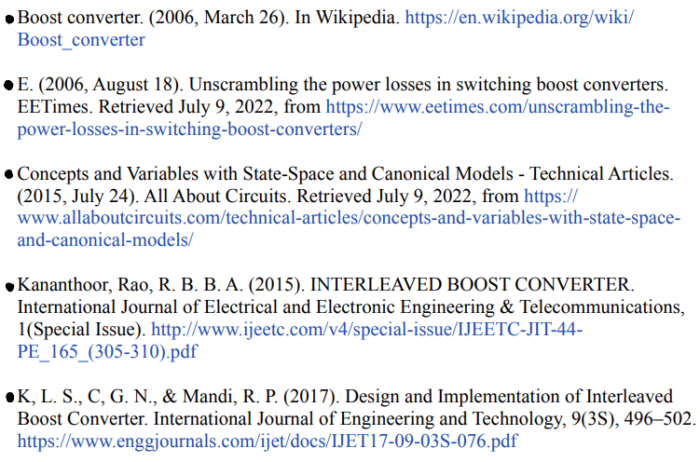 • Boost converter. (2006, March 26). In Wikipedia. https://en.wikipedia.org/wiki/
Boost_converter
• E. (2006, August 18). Unscrambling the power losses in switching boost converters.
EETimes. Retrieved July 9, 2022, from https://www.eetimes.com/unscrambling-the-
power-losses-in-switching-boost-converters/
• Concepts and Variables with State-Space and Canonical Models - Technical Articles.
(2015, July 24). All About Circuits. Retrieved July 9, 2022, from https://
www.allaboutcircuits.com/technical-articles/concepts-and-variables-with-state-space-
and-canonical-models/
• Kananthoor, Rao, R. B. B. A. (2015). INTERLEAVED BOOST CONVERTER.
International Journal of Electrical and Electronic Engineering & Telecommunications,
1(Special Issue). http://www.ijeetc.com/v4/special-issue/IJEETC-JIT-44-
PE_165_(305-310).pdf
• K, L. S., C, G. N., & Mandi, R. P. (2017). Design and Implementation of Interleaved
Boost Converter. International Journal of Engineering and Technology, 9(3S), 496–502.
https://www.enggjournals.com/ijet/docs/IJET17-09-03S-076.pdf